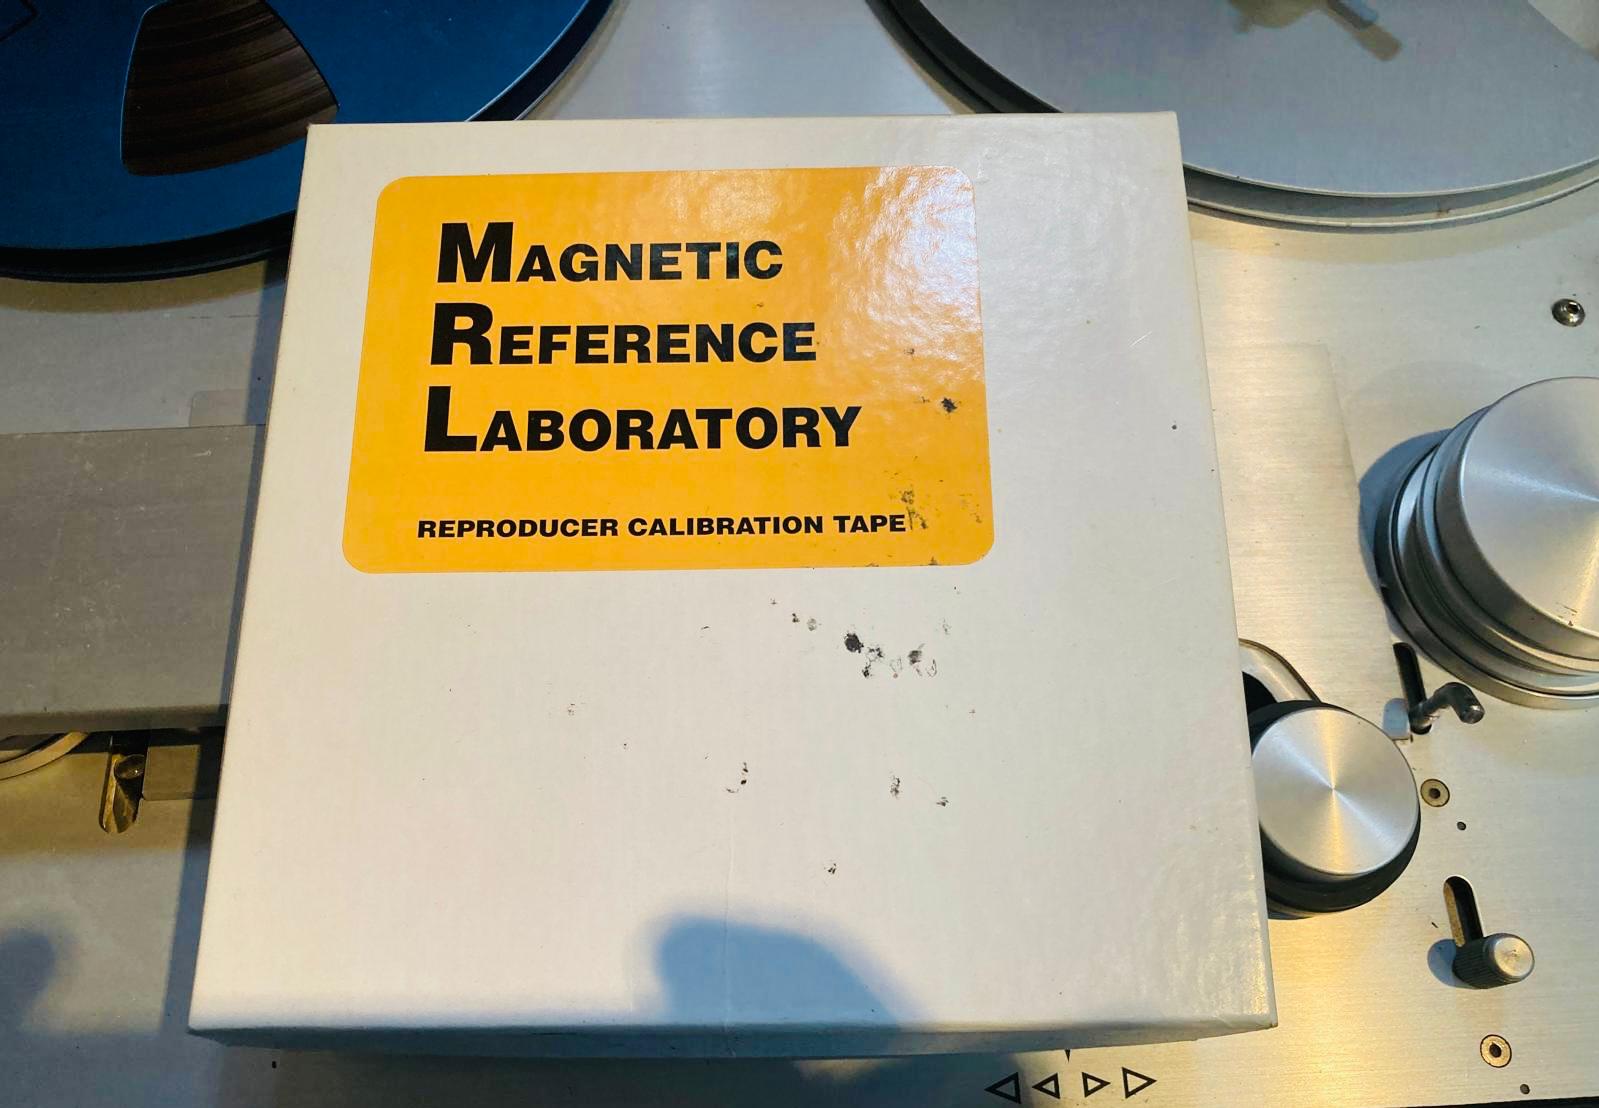 MAGNETIC
REFERENCE
LABORATORY
REPRODUCER CALIBRATION TAPE